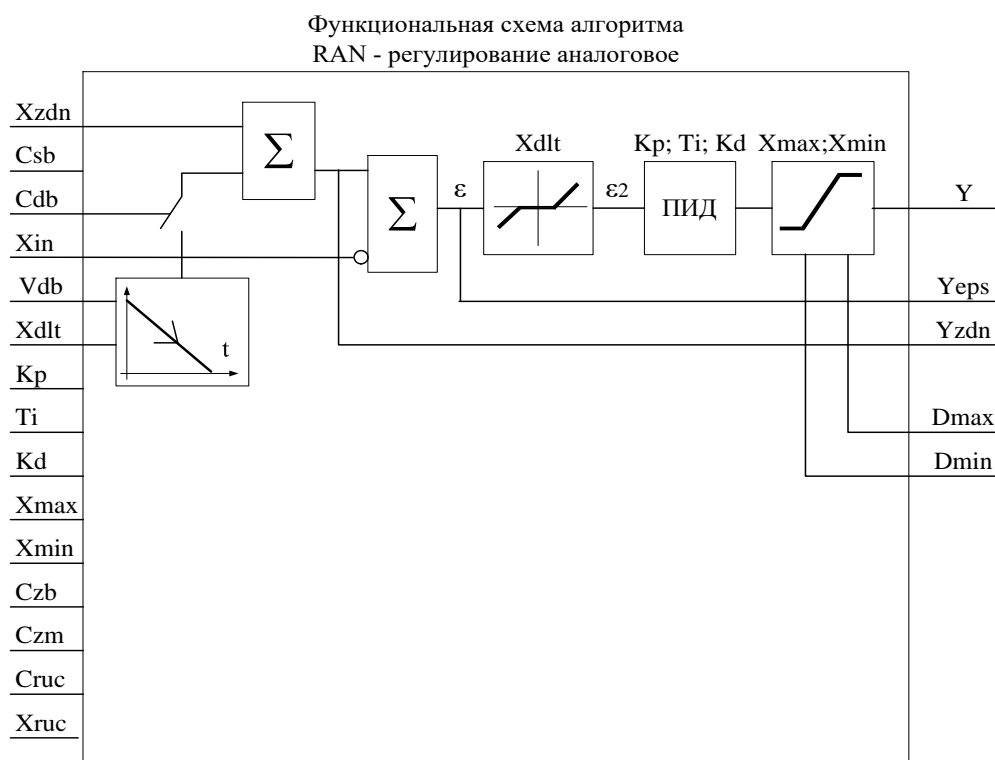 Функциональная схема алгоритма
RAN - регулирование аналоговое
Xzdn
Csb
Cdb
Xin
Vdb
Xdlt
Kp
Ti
Kd
Xmax
Xmin
Czb
Czm
Cruc
Xruc
Σ
t
Σ
ε
Xdlt
ε2
Kp; Ti; Kd
ПИД
Xmax;Xmin
Y
Yeps
Yzdn
Dmax
Dmin